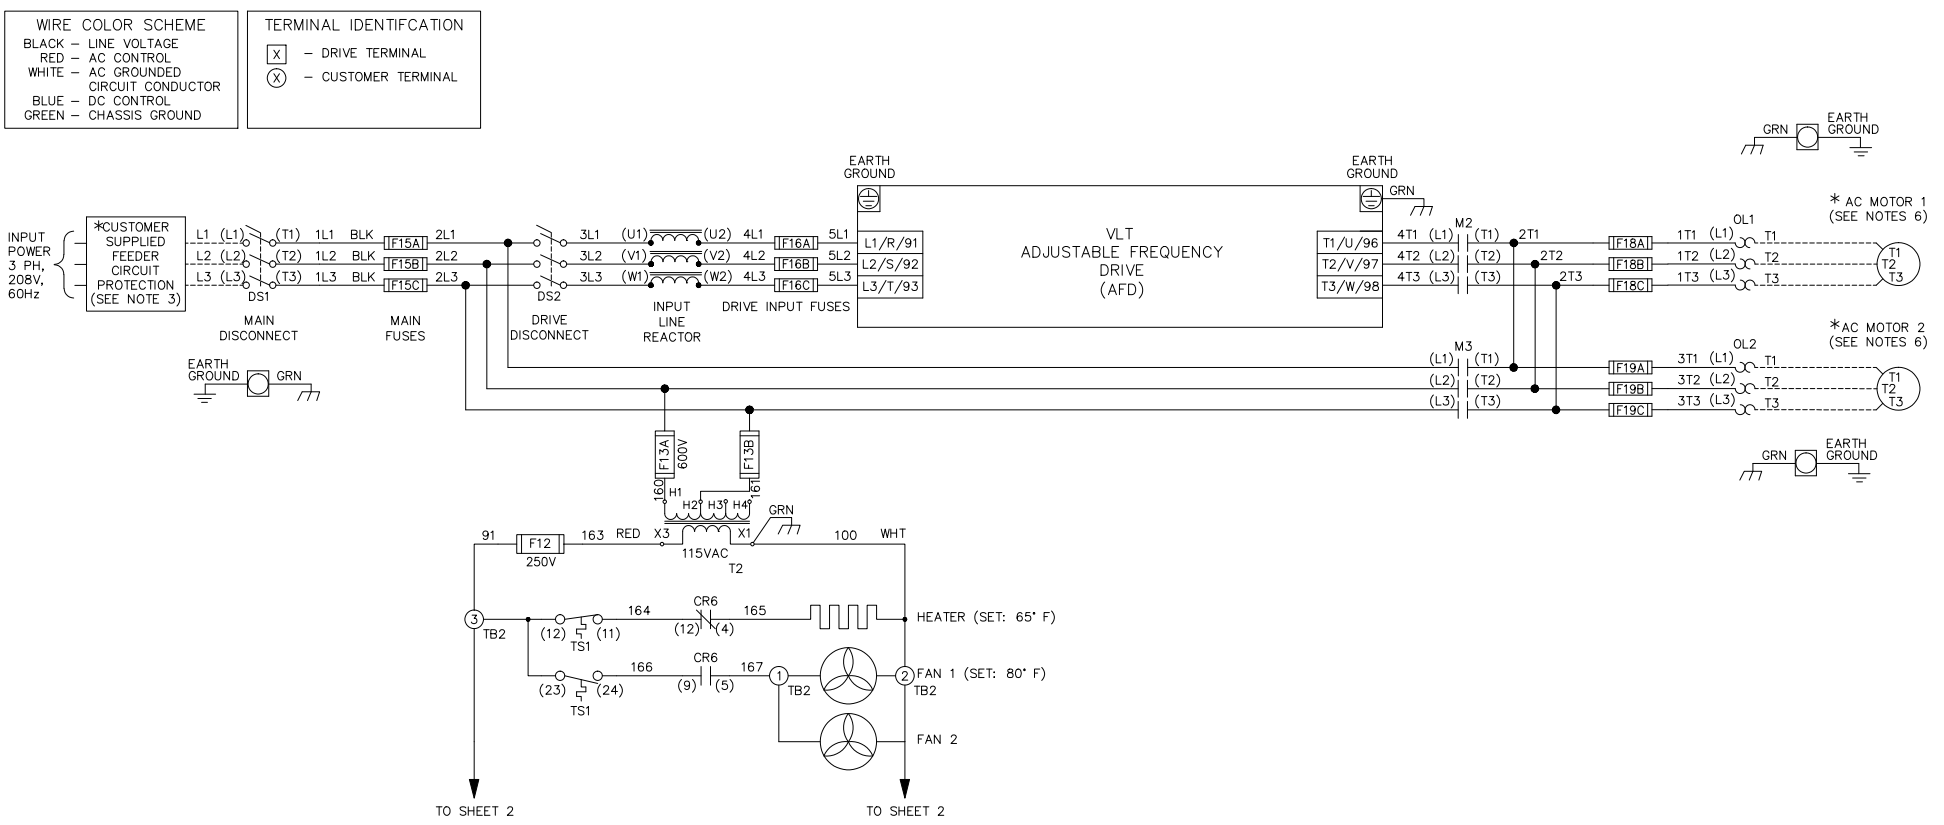 WIRE COLOR SCHEME
BLACK – LINE VOLTAGE
RED – AC CONTROL
WHITE – AC GROUNDED
CIRCUIT CONDUCTOR
BLUE – DC CONTROL
GREEN – CHASSIS GROUND
TERMINAL IDENTIFCATION
X – DRIVE TERMINAL
X – CUSTOMER TERMINAL
GRN
EARTH
GROUND
INPUT
POWER
3 PH,
208V,
60Hz
*CUSTOMER
SUPPLIED
FEEDER
CIRCUIT
PROTECTION
(SEE NOTE 3)
L1 (L1) (T1) 1L1 BLK F15A 2L1 3L1 (U1) (U2) 4L1 F16A 5L1 L1/R/91
L2 (L2) (T2) 1L2 BLK F15B 2L2 3L2 (V1) (V2) 4L2 F16B 5L2 L2/S/92
L3 (L3) (T3) 1L3 BLK F15C 2L3 3L3 (W1) (W2) 4L3 F16C 5L3 L3/T/93
DS1
MAIN
DISCONNECT
MAIN
FUSES
DS2
DRIVE
DISCONNECT
INPUT
LINE
REACTOR
DRIVE INPUT FUSES
EARTH
GROUND
VLT
ADJUSTABLE FREQUENCY
DRIVE
(AFD)
EARTH
GROUND
GRN
M2
OL1
T1/U/96 4T1 (L1) (T1) 2T1 F18A 1T1 (L1) T1
T2/V/97 4T2 (L2) (T2) 2T2 F18B 1T2 (L2) T2
T3/W/98 4T3 (L3) (T3) 2T3 F18C 1T3 (L3) T3
* AC MOTOR 1
(SEE NOTES 6)
T1
T2
T3
EARTH
GROUND
GRN
M3
OL2
(L1) (T1) F19A 3T1 (L1) T1
(L2) (T2) F19B 3T2 (L2) T2
(L3) (T3) F19C 3T3 (L3) T3
* AC MOTOR 2
(SEE NOTES 6)
T1
T2
T3
GRN
EARTH
GROUND
F13A
600V
F13B
160
161
H1
H2 H3 H4
GRN
91 F12 163 RED X3 X1 100 WHT
250V
115VAC
T2
3
TB2
(12) (11)
TS1
164
CR6
(12) (4)
165
HEATER (SET: 65° F)
(23) (24)
TS1
166
CR6
(9) (5)
167
1
TB2
2
TB2
FAN 1 (SET: 80° F)
FAN 2
TO SHEET 2
TO SHEET 2